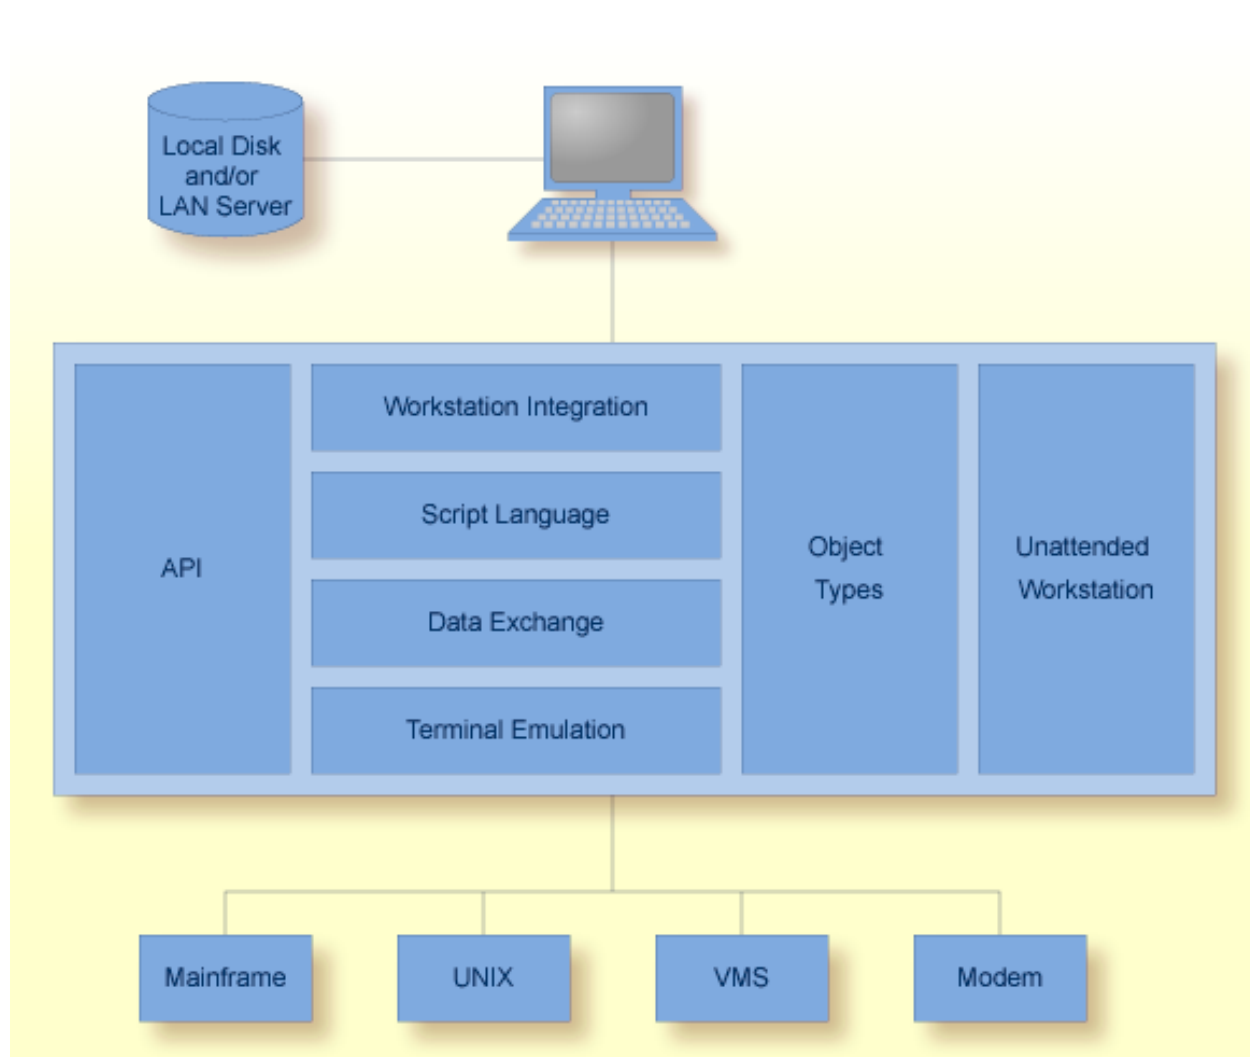 Local Disk
and/or
LAN Server
API
Workstation Integration
Script Language
Data Exchange
Terminal Emulation
Object
Types
Unattended
Workstation
Mainframe
UNIX
VMS
Modem